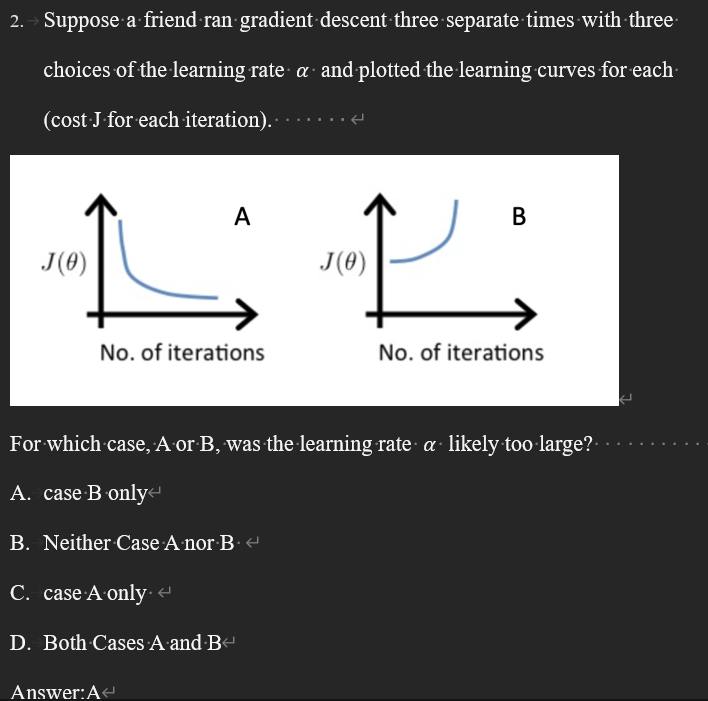 2. Suppose a friend ran gradient descent three separate times with three
choices of the learning rate α and plotted the learning curves for each
(cost J for each iteration).
A B
J(θ) J(θ)
No. of iterations No. of iterations
For which case, A or B, was the learning rate α likely too large?
A. case B only
B. Neither Case A nor B
C. case A only
D. Both Cases A and B
Answer:A